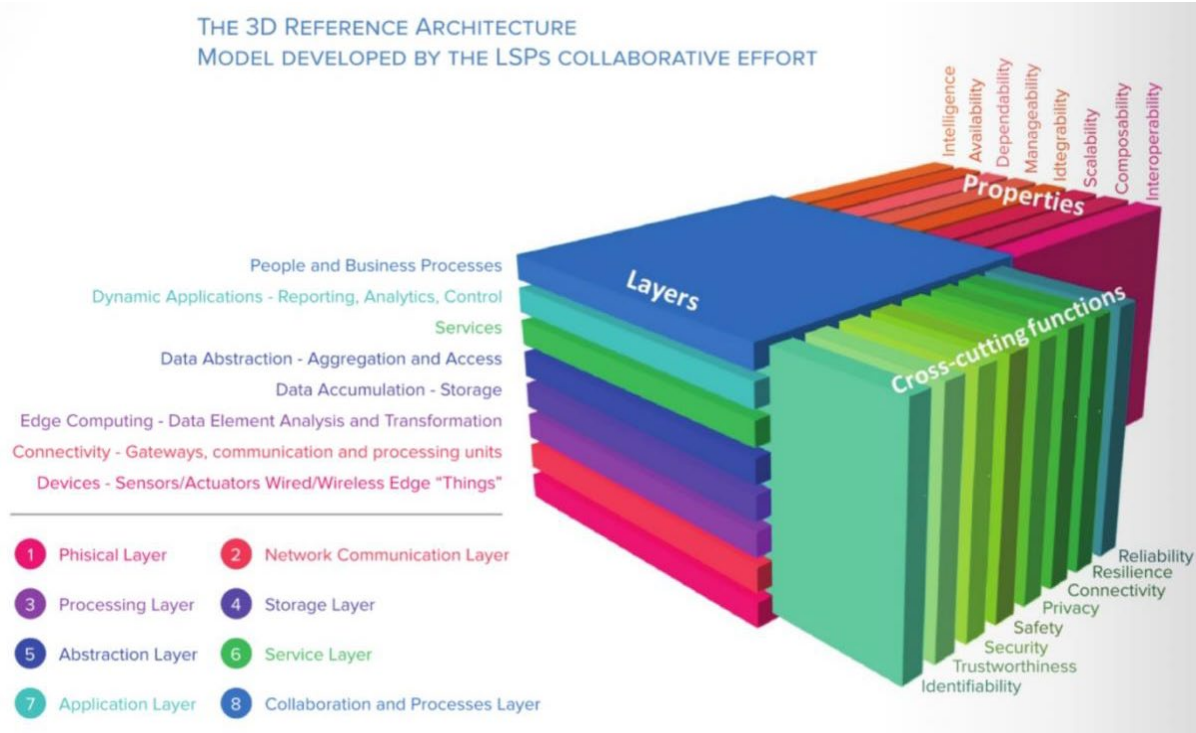 THE 3D REFERENCE ARCHITECTURE
MODEL DEVELOPED BY THE LSPS COLLABORATIVE EFFORT
Intelligence
Availability
Dependability
Manageability
Idtegrability
Scalability
Composability
Interoperability
Properties
Layers
Cross-cutting functions
People and Business Processes
Dynamic Applications - Reporting, Analytics, Control
Services
Data Abstraction - Aggregation and Access
Data Accumulation - Storage
Edge Computing - Data Element Analysis and Transformation
Connectivity - Gateways, communication and processing units
Devices - Sensors/Actuators Wired/Wireless Edge “Things”
Reliability
Resilience
Connectivity
Privacy
Safety
Security
Trustworthiness
Identifiability
1 Phisical Layer
2 Network Communication Layer
3 Processing Layer
4 Storage Layer
5 Abstraction Layer
6 Service Layer
7 Application Layer
8 Collaboration and Processes Layer